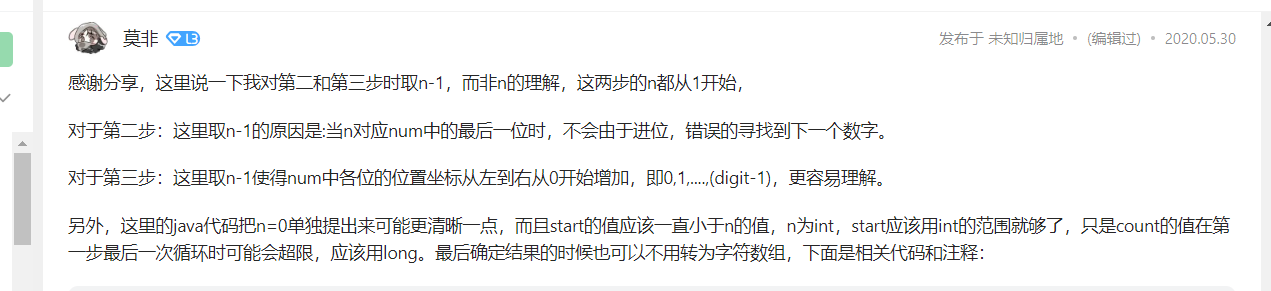 莫非 L3 发布于 未知归属地 • (编辑过) • 2020.05.30
感谢分享，这里说一下我对第二和第三步时取n-1，而非n的理解，这两步的n都从1开始，
对于第二步：这里取n-1的原因是:当n对应num中的最后一位时，不会由于进位，错误的寻找到下一个数字。
对于第三步：这里取n-1使得num中各位的位置坐标从左到右从0开始增加，即0,1,....,(digit-1)，更容易理解。
另外，这里的java代码把n=0单独提出来可能更清晰一点，而且start的值应该一直小于n的值，n为int，start应该用int的范围就够了，只是count的值在第
一步最后一次循环时可能会超限，应该用long。最后确定结果的时候也可以不用转为字符数组，下面是相关代码和注释：